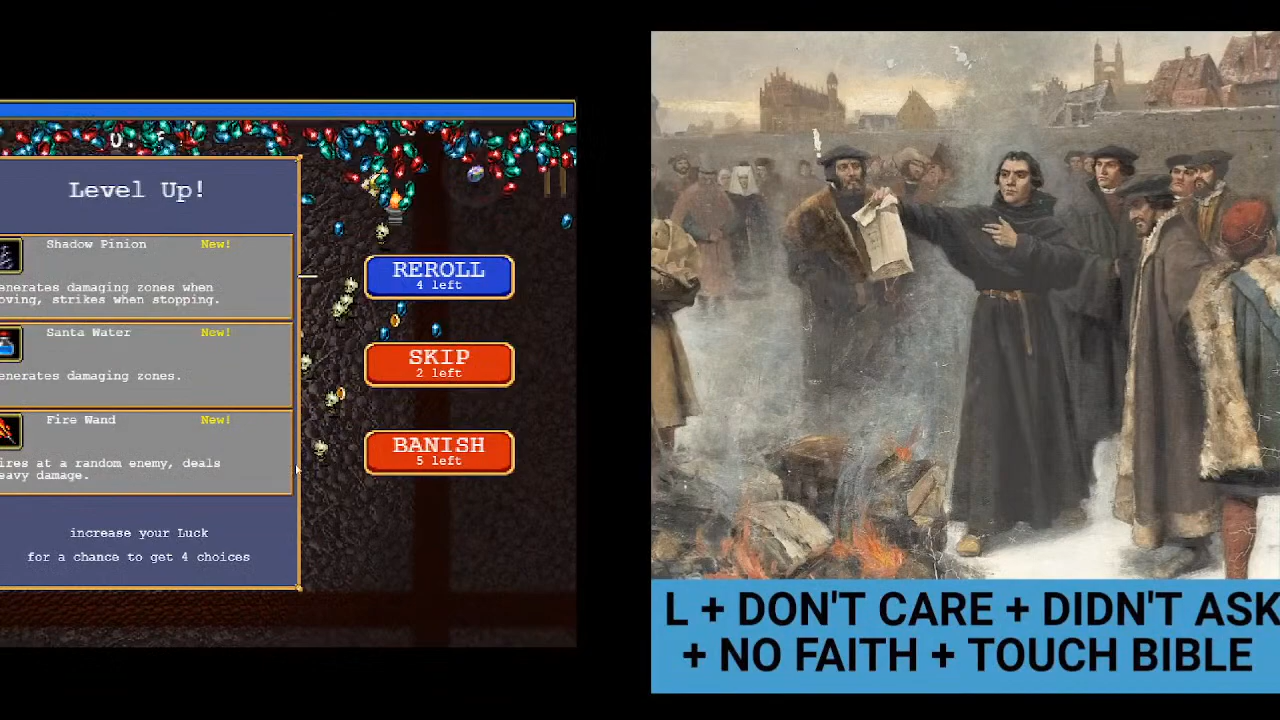 Level Up!
Shadow Pinion New!
enerates damaging zones when
oving, strikes when stopping.
Santa Water New!
enerates damaging zones.
Fire Wand New!
ires at a random enemy, deals
eavy damage.
increase your Luck
for a chance to get 4 choices
REROLL
4 left
SKIP
2 left
BANISH
5 left
L + DON'T CARE + DIDN'T ASK
+ NO FAITH + TOUCH BIBLE